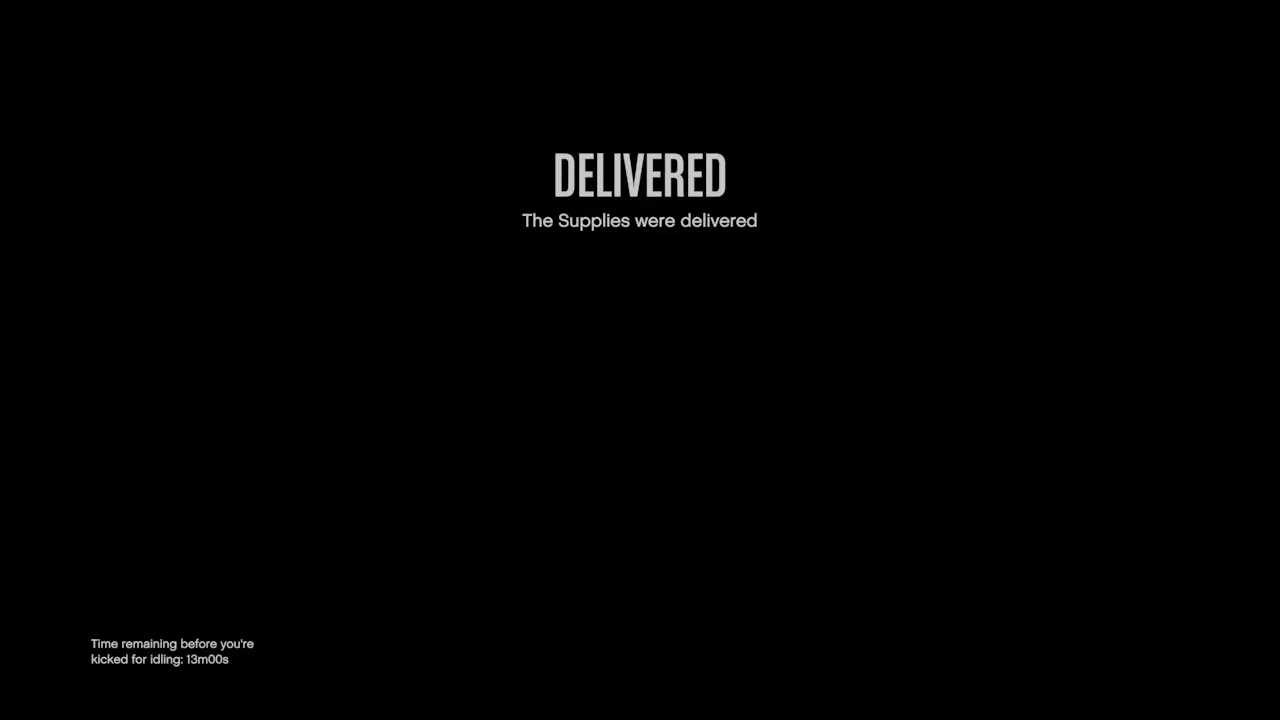 DELIVERED
The Supplies were delivered
Time remaining before you're
kicked for idling: 13m00s